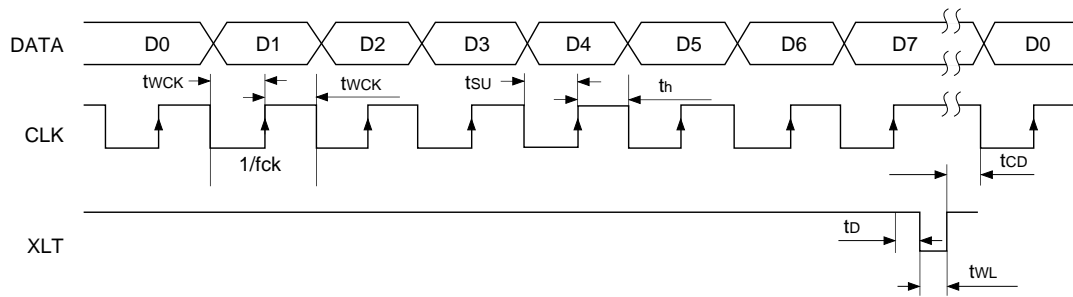 DATA D0 D1 D2 D3 D4 D5 D6 D7 D0
tWCK tWCK tSU th
CLK
1/fck tCD
XLT tD
tWL